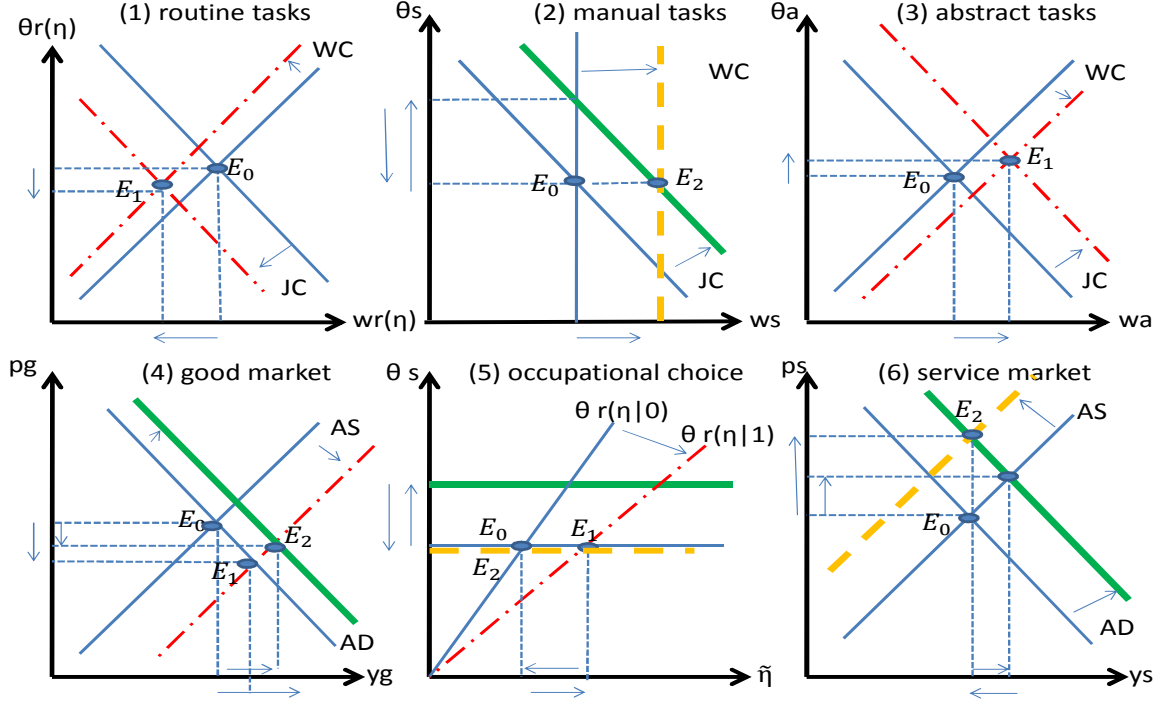 (1) routine tasks
θr(η)
WC
E₀
E₁
JC
wr(η)
(2) manual tasks
θs
WC
E₀
E₂
JC
ws
(3) abstract tasks
θa
WC
E₁
E₀
JC
wa
pg
(4) good market
AS
E₀
E₂
E₁
AD
yg
θ s
(5) occupational choice
θ r(η|0)
θ r(η|1)
E₀
E₁
E₂
η̃
ps
(6) service market
E₂
AS
E₀
AD
ys